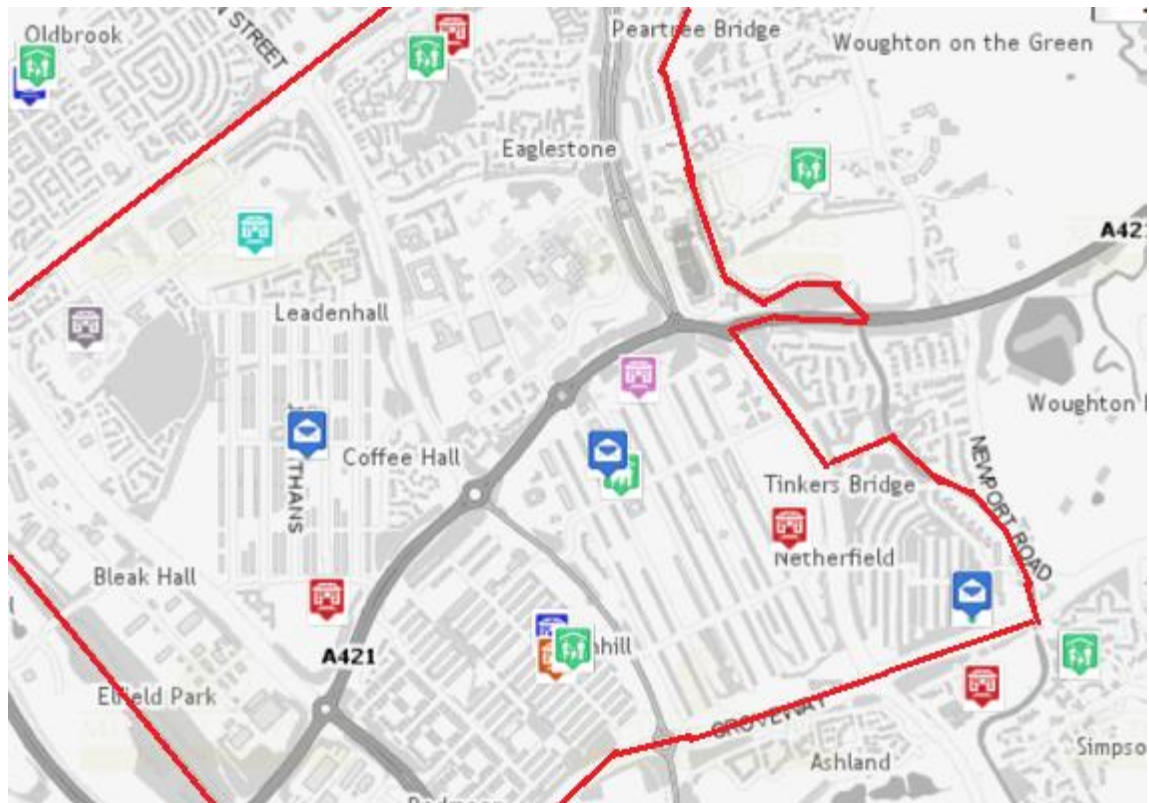 Oldbrook
STREET
Peartree Bridge
Woughton on the Green
Eaglestone
A421
Leadenhall
Woughton
Coffee Hall
THANS
NEWPORT ROAD
Tinkers Bridge
Netherfield
Bleak Hall
A421
hill
Elfield Park
GROVEWAY
Ashland
Simpso